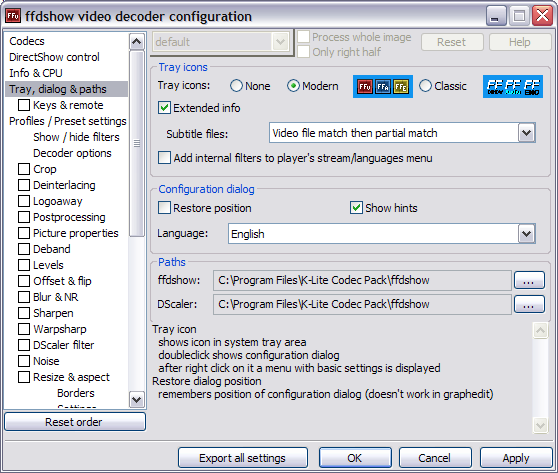 ffdshow video decoder configuration
Codecs
DirectShow control
Info & CPU
Tray, dialog & paths
Keys & remote
Profiles / Preset settings
Show / hide filters
Decoder options
Crop
Deinterlacing
Logoaway
Postprocessing
Picture properties
Deband
Levels
Offset & flip
Blur & NR
Sharpen
Warpsharp
DScaler filter
Noise
Resize & aspect
Borders
Reset order
default
Process whole image
Only right half
Reset
Help
Tray icons
Tray icons:
None
Modern
FFV FFA
Classic
FF FF FF
Extended info
Subtitle files:
Video file match then partial match
Add internal filters to player's stream/languages menu
Configuration dialog
Restore position
Show hints
Language:
English
Paths
ffdshow:
C:\Program Files\K-Lite Codec Pack\ffdshow
...
DScaler:
C:\Program Files\K-Lite Codec Pack\ffdshow
...
Tray icon
shows icon in system tray area
doubleclick shows configuration dialog
after right click on it a menu with basic settings is displayed
Restore dialog position
remembers position of configuration dialog (doesn't work in graphedit)
Export all settings
OK
Cancel
Apply